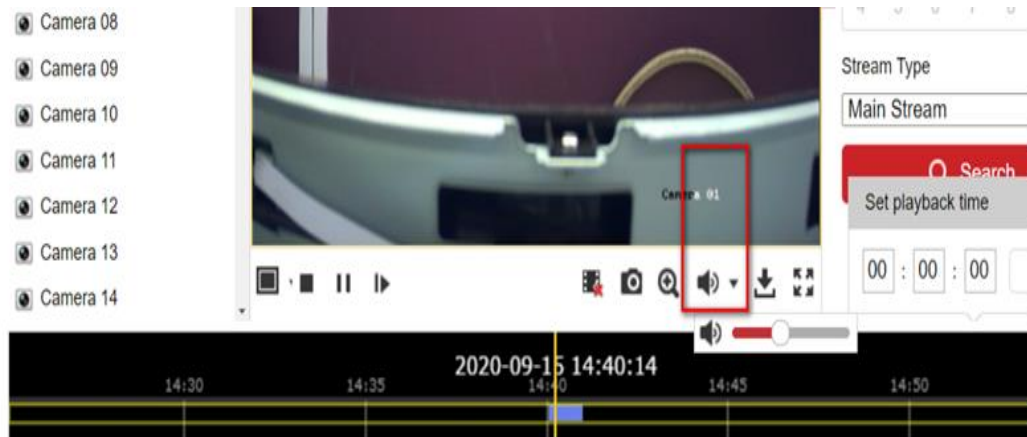 Camera 08
Camera 09
Camera 10
Camera 11
Camera 12
Camera 13
Camera 14
Camera 01
Stream Type
Main Stream
Search
Set playback time
00 : 00 : 00
2020-09-15 14:40:14
14:30 14:35 14:40 14:45 14:50